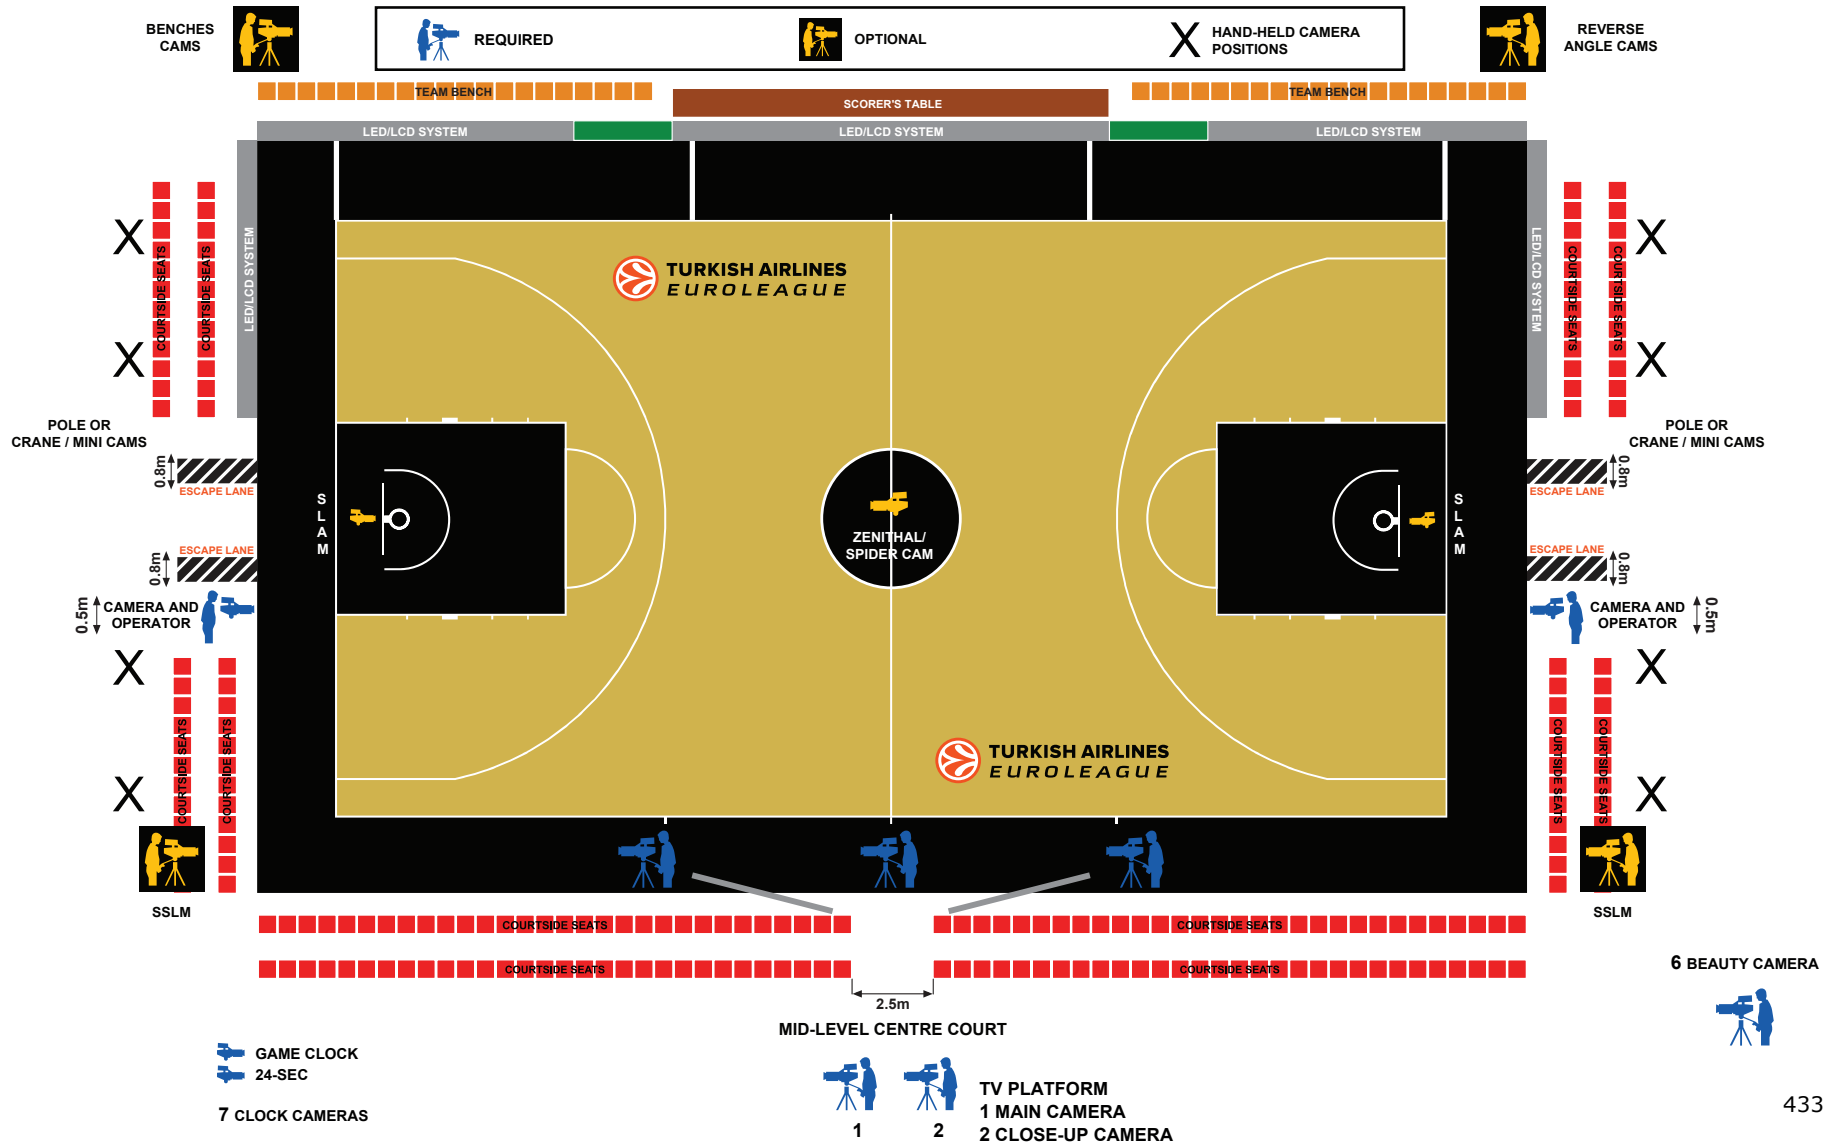 BENCHES
CAMS
REQUIRED
OPTIONAL
X
HAND-HELD CAMERA
POSITIONS
REVERSE
ANGLE CAMS
TEAM BENCH
TEAM BENCH
SCORER'S TABLE
LED/LCD SYSTEM
LED/LCD SYSTEM
LED/LCD SYSTEM
X
COURTSIDE SEATS
COURTSIDE SEATS
LED/LCD SYSTEM
X
TURKISH AIRLINES
EUROLEAGUE
LED/LCD SYSTEM
COURTSIDE SEATS
COURTSIDE SEATS
X
X
POLE OR
CRANE / MINI CAMS
POLE OR
CRANE / MINI CAMS
0.8m
ESCAPE LANE
0.8m
ESCAPE LANE
SLAM
ZENITHAL/
SPIDER CAM
SLAM
ESCAPE LANE
0.8m
ESCAPE LANE
0.8m
0.5m
CAMERA AND
OPERATOR
CAMERA AND
OPERATOR
0.5m
X
COURTSIDE SEATS
COURTSIDE SEATS
X
TURKISH AIRLINES
EUROLEAGUE
COURTSIDE SEATS
COURTSIDE SEATS
X
X
SSLM
SSLM
COURTSIDE SEATS
COURTSIDE SEATS
COURTSIDE SEATS
COURTSIDE SEATS
2.5m
MID-LEVEL CENTRE COURT
6 BEAUTY CAMERA
GAME CLOCK
24-SEC
7 CLOCK CAMERAS
1
2
TV PLATFORM
1 MAIN CAMERA
2 CLOSE-UP CAMERA
433